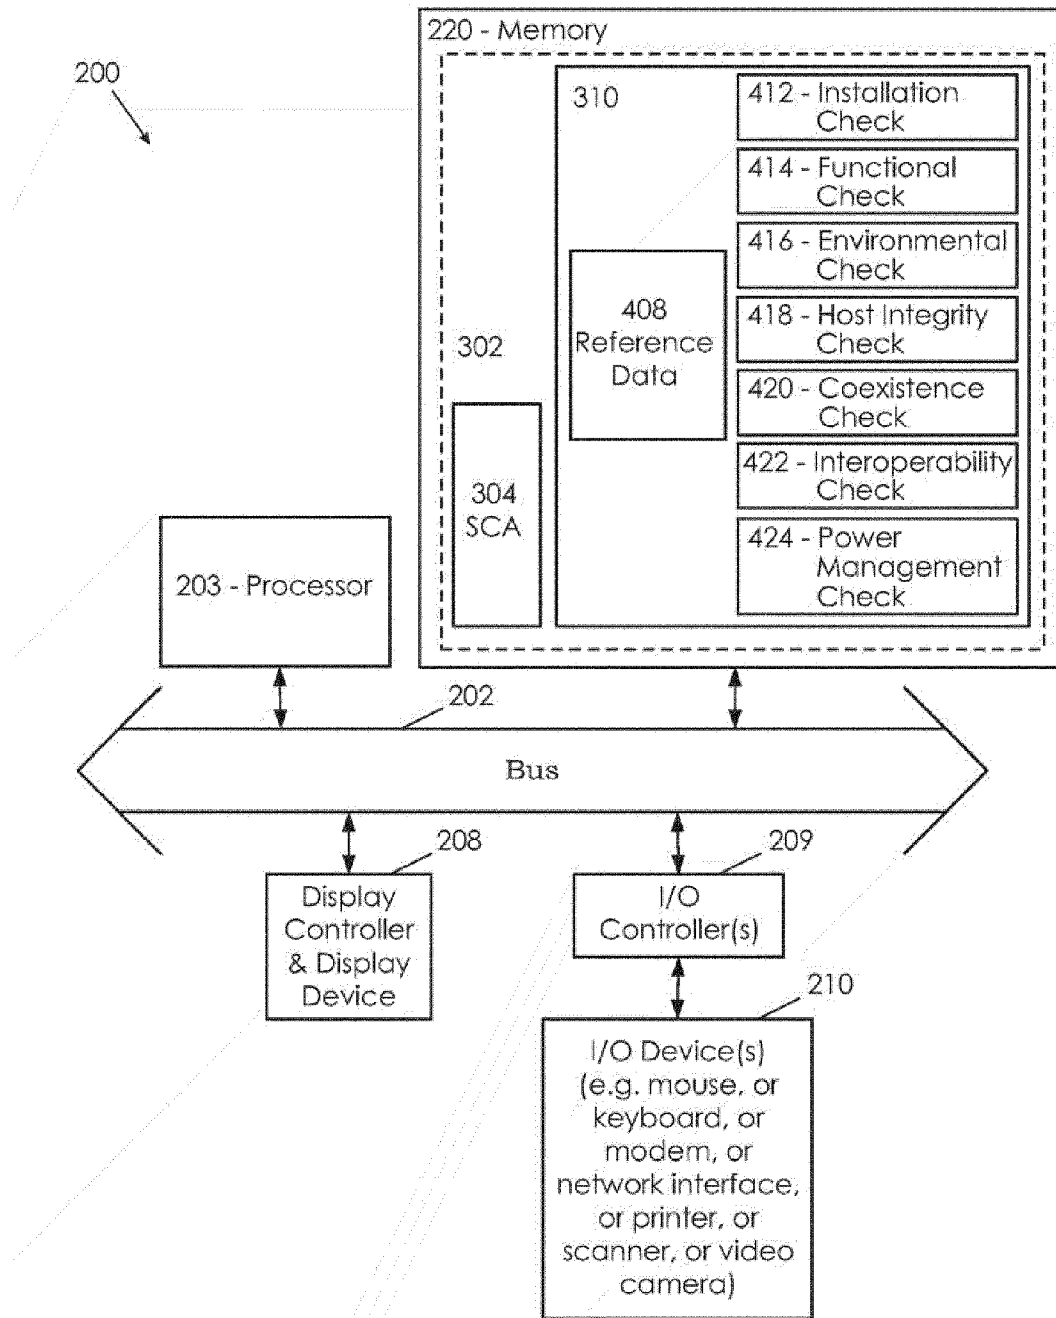 220 - Memory
200
310
412 - Installation
Check
414 - Functional
Check
416 - Environmental
Check
408
Reference
Data
418 - Host Integrity
Check
302
420 - Coexistence
Check
422 - Interoperability
Check
304
SCA
424 - Power
Management
Check
203 - Processor
202
Bus
208
209
Display
Controller
& Display
Device
I/O
Controller(s)
210
I/O Device(s)
(e.g. mouse, or
keyboard, or
modem, or
network interface,
or printer, or
scanner, or video
camera)